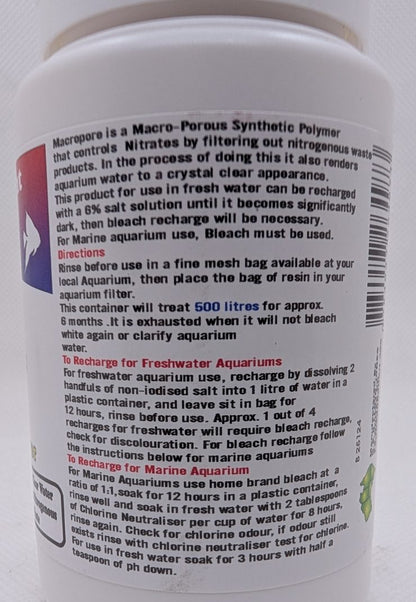 Macropore is a Macro-Porous Synthetic Polymer
that controls Nitrates by filtering out nitrogenous waste
products. In the process of doing this it also renders
aquarium water to a crystal clear appearance.
This product for use in fresh water can be recharged
with a 6% salt solution until it becomes significantly
dark, then bleach recharge will be necessary.
For Marine aquarium use, Bleach must be used.
Directions
Rinse before use in a fine mesh bag available at your
local Aquarium, then place the bag of resin in your
aquarium filter.
This container will treat 500 litres for approx.
6 months .It is exhausted when it will not bleach
white again or clarify aquarium
water.
To Recharge for Freshwater Aquariums
For freshwater aquarium use, recharge by dissolving 2
handfuls of non-iodised salt into 1 litre of water in a
plastic container, and leave sit in bag for
12 hours, rinse before use. Approx. 1 out of 4
recharges for freshwater will require bleach recharge,
check for discolouration. For bleach recharge follow
the instructions below for marine aquariums
To Recharge for Marine Aquarium
For Marine Aquariums use home brand bleach at a
ratio of 1:1, soak for 12 hours in a plastic container,
rinse well and soak in fresh water with 2 tablespoons
of Chlorine Neutraliser per cup of water for 8 hours,
rinse again. Check for chlorine odour, if odour still
exists rinse with chlorine neutraliser test for chlorine.
For use in fresh water soak for 3 hours with half a
teaspoon of ph down.
Water